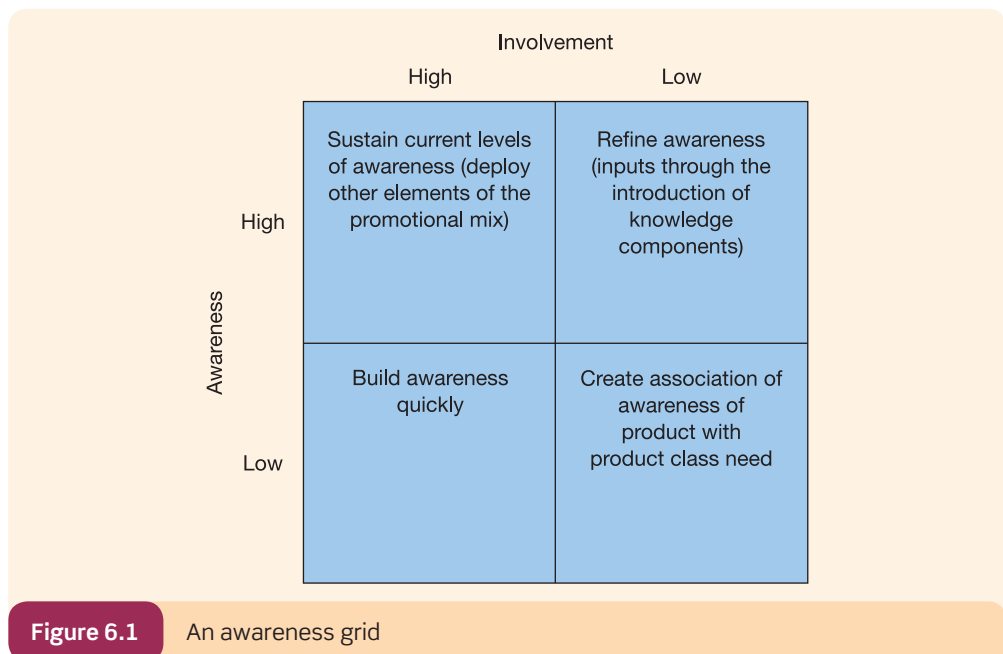 Involvement
High
Low
Sustain current levels
of awareness (deploy
other elements of the
promotional mix)
Refine awareness
(inputs through the
introduction of
knowledge
components)
High
Awareness
Build awareness
quickly
Create association of
awareness of
product with
product class need
Low
Figure 6.1
An awareness grid